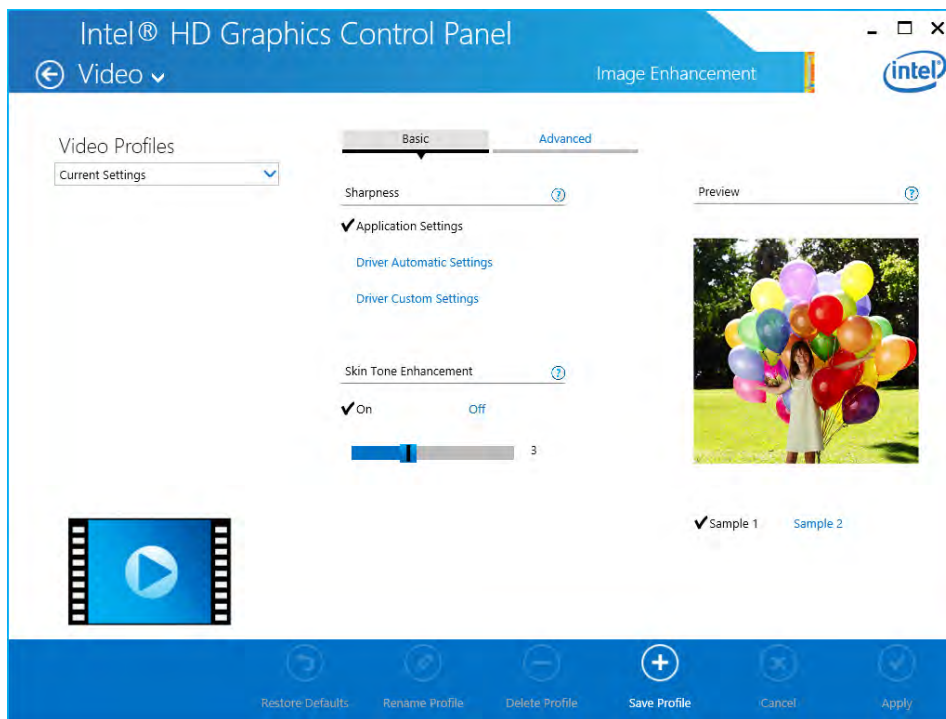 Intel® HD Graphics Control Panel
Video
Image Enhancement
intel
Video Profiles
Current Settings
Basic
Advanced
Sharpness
?
Application Settings
Driver Automatic Settings
Driver Custom Settings
Skin Tone Enhancement
?
On
Off
3
Preview
?
Sample 1
Sample 2
Restore Defaults
Rename Profile
Delete Profile
Save Profile
Cancel
Apply